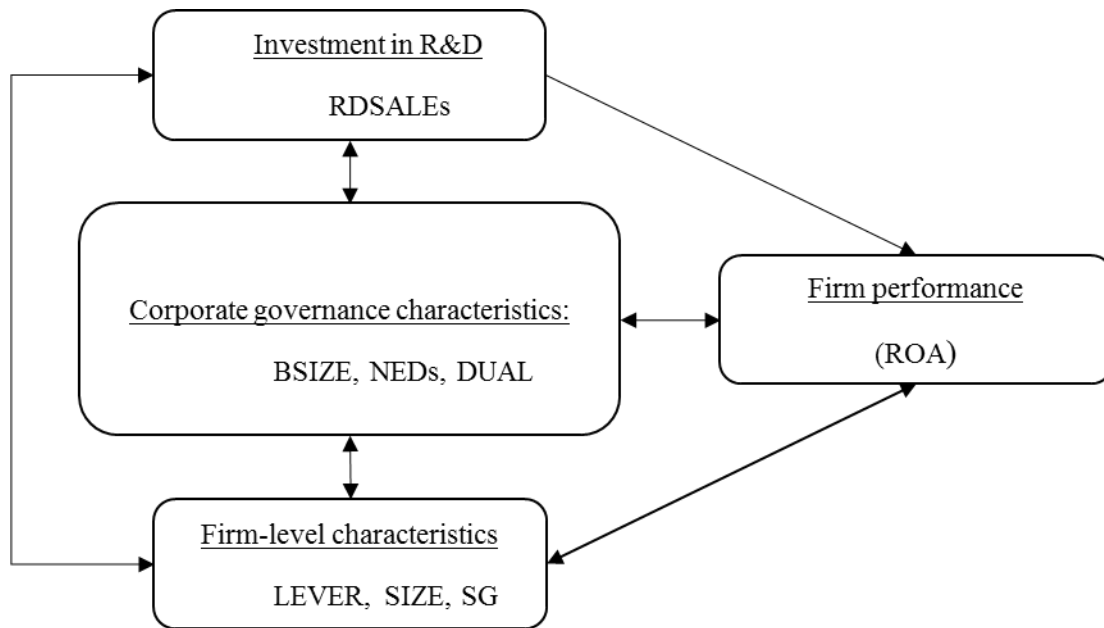 Investment in R&D
RDSALEs
Corporate governance characteristics:
BSIZE, NEDs, DUAL
Firm performance
(ROA)
Firm-level characteristics
LEVER, SIZE, SG